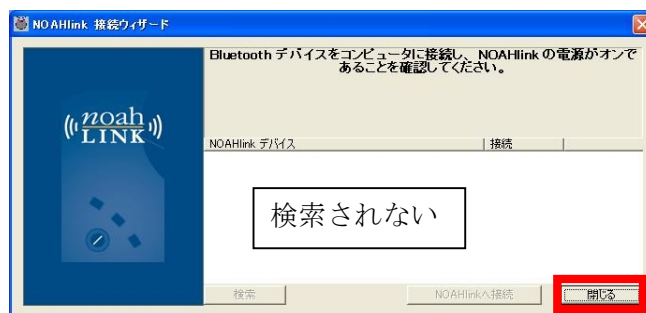 NOAHlink 接続ウィザード
Bluetooth デバイスをコンピュータに接続し、NOAHlink の電源がオンで
あることを確認してください。
noah
LINK
NOAHlink デバイス 接続
検索されない
検索 NOAHlinkへ接続 閉じる